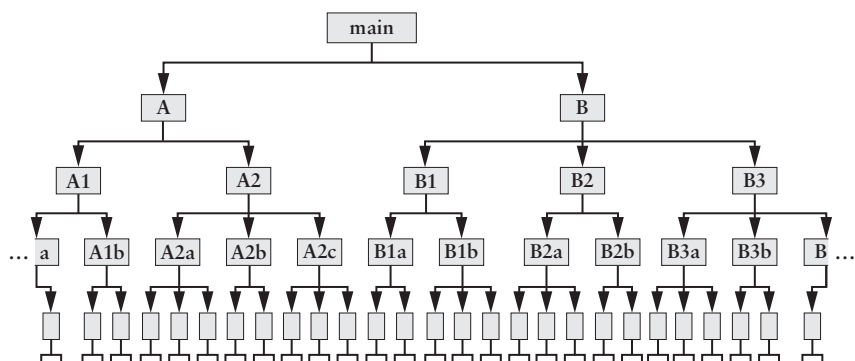 main
A B
A1 A2 B1 B2 B3
... a A1b A2a A2b A2c B1a B1b B2a B2b B3a B3b B ...